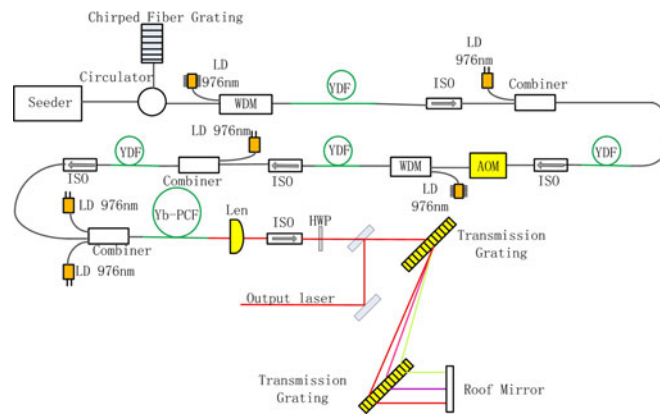 Chirped Fiber Grating
Circulator
Seeder
LD
976nm
WDM
YDF
ISO
LD
976nm
Combiner
ISO
YDF
LD 976nm
Combiner
ISO
YDF
WDM
LD
976nm
AOM
ISO
YDF
LD 976nm
Combiner
LD 976nm
Yb-PCF
Len
ISO
HWP
Transmission
Grating
Output laser
Transmission
Grating
Roof Mirror